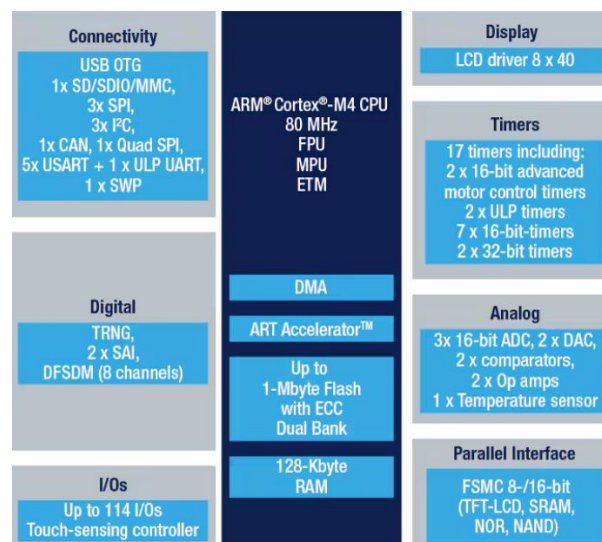 Connectivity
USB OTG
1x SD/SDIO/MMC,
3x SPI,
3x I²C,
1x CAN, 1x Quad SPI,
5x USART + 1 x ULP UART,
1 x SWP
Digital
TRNG,
2 x SAI,
DFSDM (8 channels)
I/Os
Up to 114 I/Os
Touch-sensing controller
ARM® Cortex®-M4 CPU
80 MHz
FPU
MPU
ETM
DMA
ART Accelerator™
Up to
1-Mbyte Flash
with ECC
Dual Bank
128-Kbyte
RAM
Display
LCD driver 8 x 40
Timers
17 timers including:
2 x 16-bit advanced
motor control timers
2 x ULP timers
7 x 16-bit-timers
2 x 32-bit timers
Analog
3x 16-bit ADC, 2 x DAC,
2 x comparators,
2 x Op amps
1 x Temperature sensor
Parallel Interface
FSMC 8-/16-bit
(TFT-LCD, SRAM,
NOR, NAND)